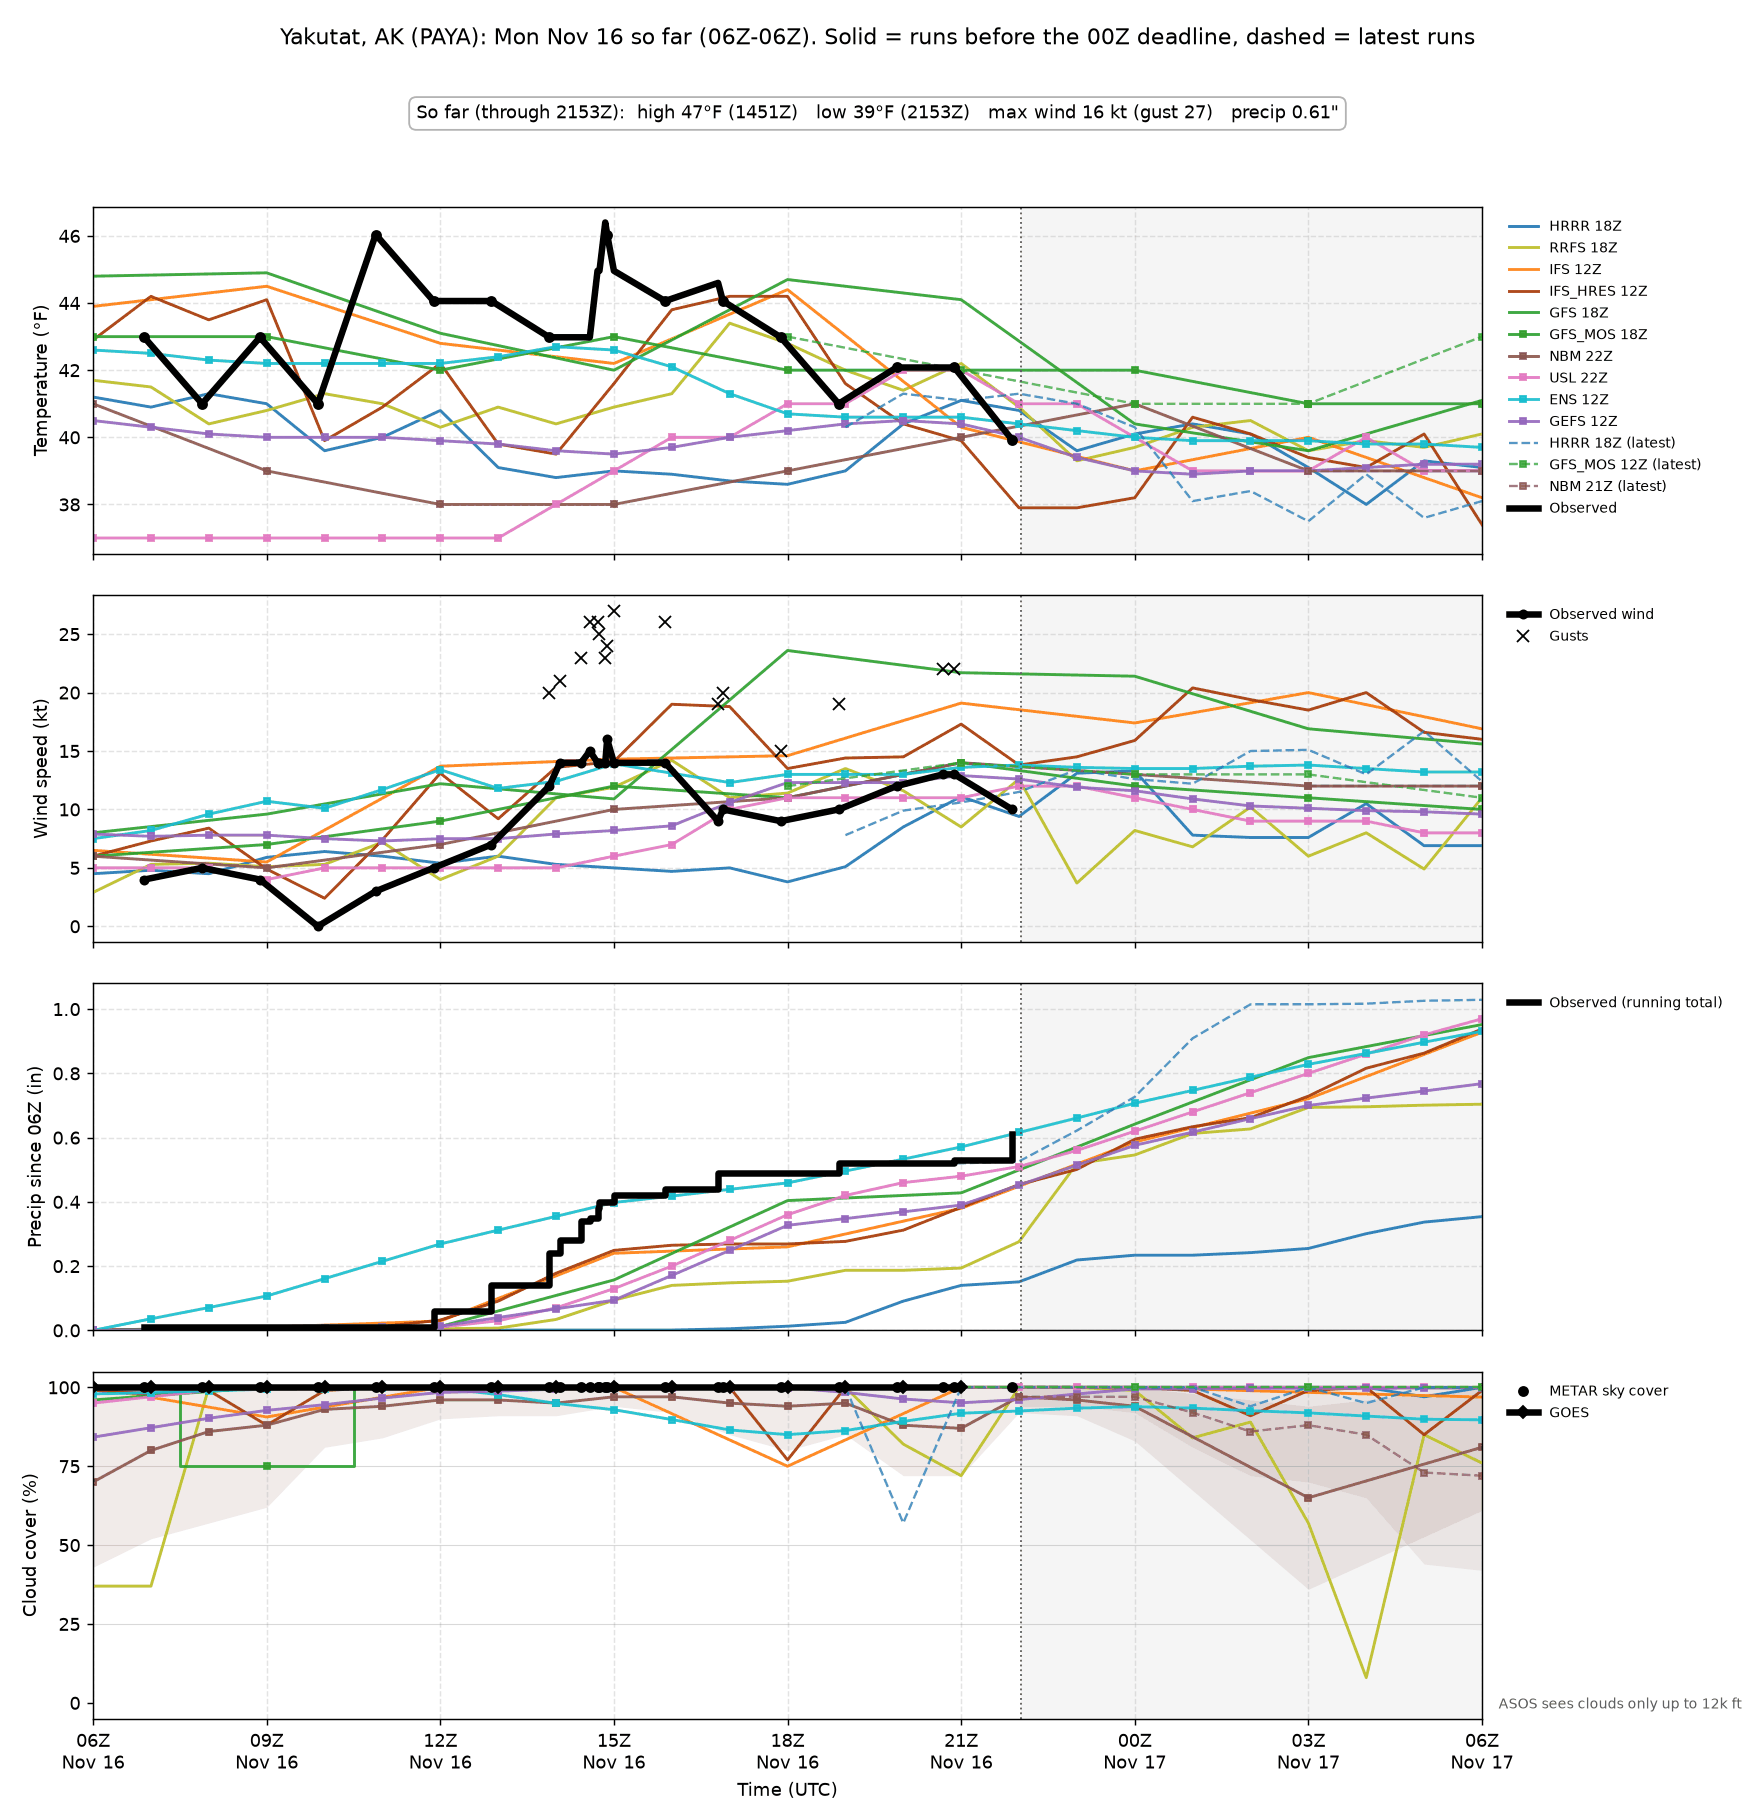 Yakutat, AK (PAYA): Mon Nov 16 so far (06Z-06Z). Solid = runs before the 00Z deadline, dashed = latest runs
So far (through 2153Z):  high 47°F (1451Z)   low 39°F (2153Z)   max wind 16 kt (gust 27)   precip 0.61"
Temperature (°F)
46
44
42
40
38
HRRR 18Z
RRFS 18Z
IFS 12Z
IFS_HRES 12Z
GFS 18Z
GFS_MOS 18Z
NBM 22Z
USL 22Z
ENS 12Z
GEFS 12Z
HRRR 18Z (latest)
GFS_MOS 12Z (latest)
NBM 21Z (latest)
Observed
Wind speed (kt)
25
20
15
10
5
0
Observed wind
Gusts
Precip since 06Z (in)
1.0
0.8
0.6
0.4
0.2
0.0
Observed (running total)
Cloud cover (%)
100
75
50
25
0
METAR sky cover
GOES
ASOS sees clouds only up to 12k ft
06Z
Nov 16
09Z
Nov 16
12Z
Nov 16
15Z
Nov 16
18Z
Nov 16
21Z
Nov 16
00Z
Nov 17
03Z
Nov 17
06Z
Nov 17
Time (UTC)